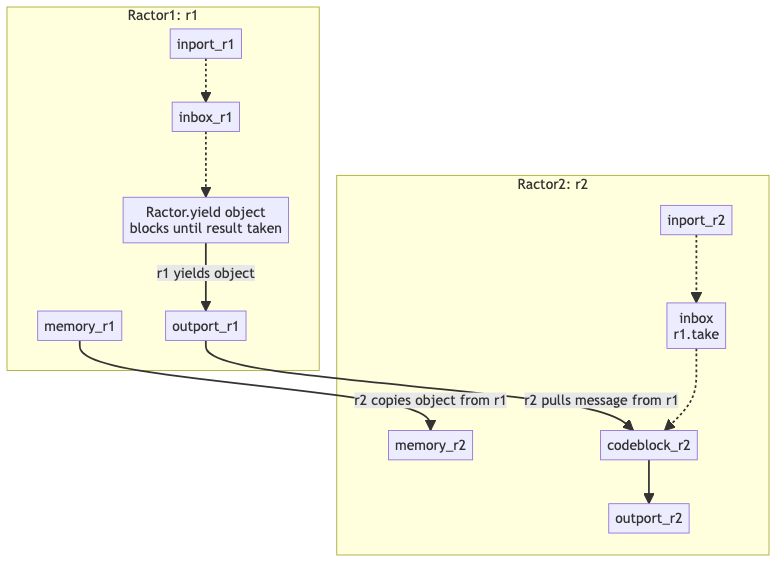 Ractor1: r1
inport_r1
inbox_r1
Ractor.yield object
blocks until result taken
r1 yields object
memory_r1
outport_r1
Ractor2: r2
inport_r2
inbox
r1.take
r2 copies object from r1
r2 pulls message from r1
memory_r2
codeblock_r2
outport_r2